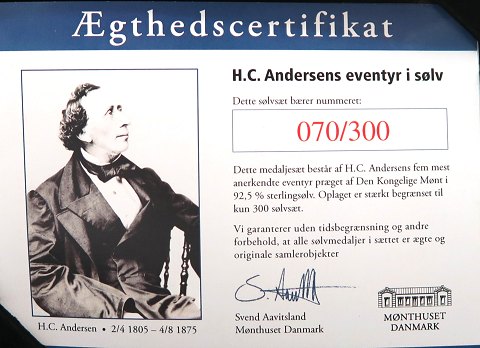 Ægthedscertifikat
H.C. Andersens eventyr i sølv
Dette sølvsæt bærer nummeret:
070/300
Dette medaljesæt består af H.C. Andersens fem mest
anerkendte eventyr præget af Den Kongelige Mønt i
92,5 % sterlingsølv. Oplaget er stærkt begrænset til
kun 300 sølvsæt.
Vi garanterer uden tidsbegrænsning og andre
forbehold, at alle sølvmedaljer i sættet er ægte og
originale samlerobjekter
Svend Aavitsland
Mønthuset Danmark
MØNTHUSET
DANMARK
H.C. Andersen • 2/4 1805 – 4/8 1875